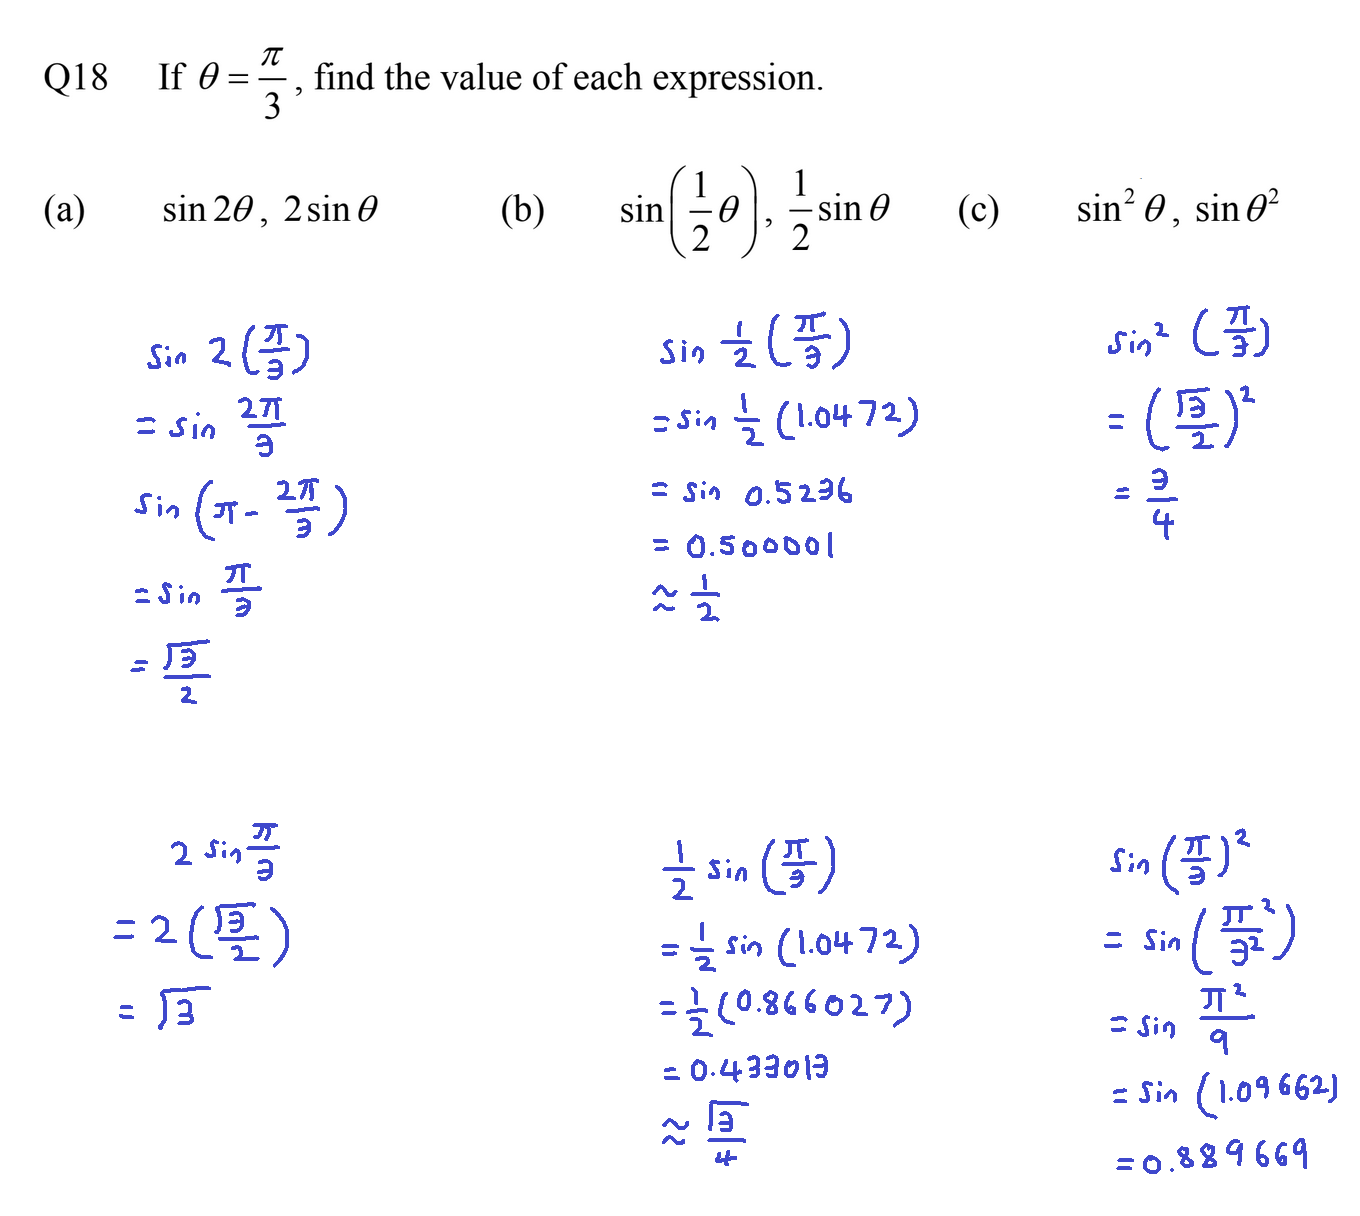 Q18 If θ = π/3, find the value of each expression.
(a) sin 2θ, 2 sin θ (b) sin(1/2 θ), 1/2 sin θ (c) sin² θ, sin θ²
sin 2(π/3)
= sin 2π/3
sin(π - 2π/3)
= sin π/3
= √3/2
2 sin π/3
= 2(√3/2)
= √3
sin 1/2 (π/3)
= sin 1/2 (1.0472)
= sin 0.5236
= 0.500001
≈ 1/2
1/2 sin (π/3)
= 1/2 sin (1.0472)
= 1/2 (0.866027)
= 0.433013
≈ √3/4
sin² (π/3)
= (√3/2)²
= 3/4
sin (π/3)²
= sin (π²/3²)
= sin π²/9
= sin (1.09662)
= 0.889669